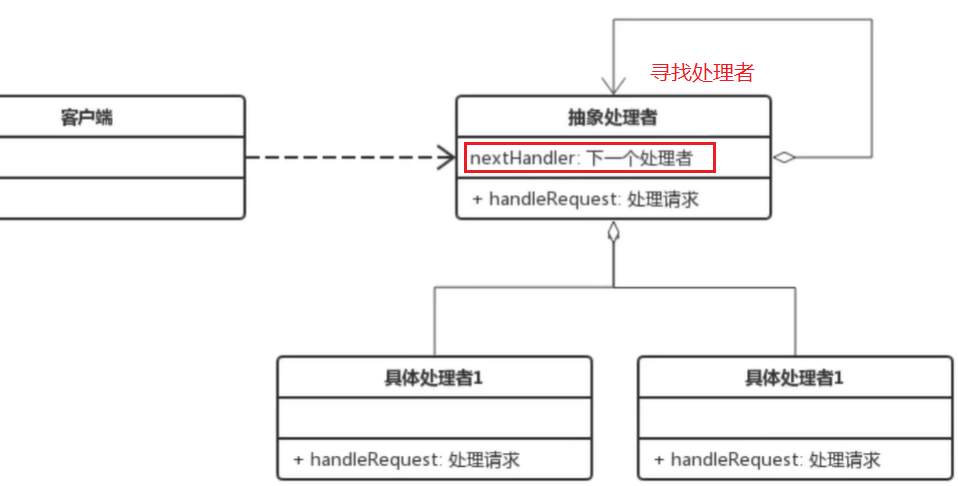 寻找处理者
客户端
抽象处理者
nextHandler: 下一个处理者
+ handleRequest: 处理请求
具体处理者1
具体处理者1
+ handleRequest: 处理请求
+ handleRequest: 处理请求